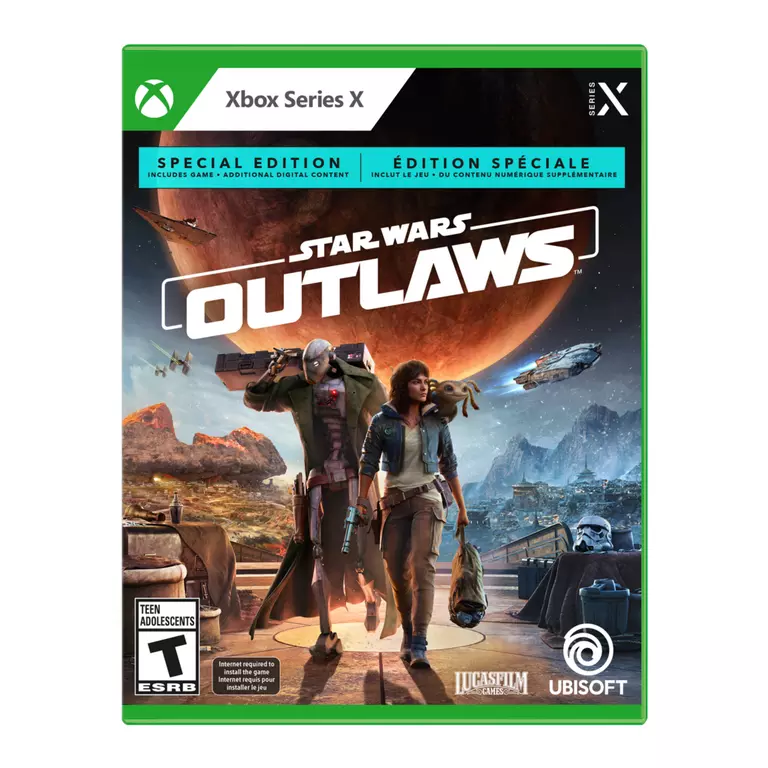 Xbox Series X
SERIES X
SPECIAL EDITION
INCLUDES GAME • ADDITIONAL DIGITAL CONTENT
ÉDITION SPÉCIALE
INCLUT LE JEU • DU CONTENU NUMÉRIQUE SUPPLÉMENTAIRE
STAR WARS
OUTLAWS™
TEEN
ADOLESCENTS
T
ESRB
Internet required to
install the game
Internet requis pour
installer le jeu
LUCASFILM
GAMES
UBISOFT